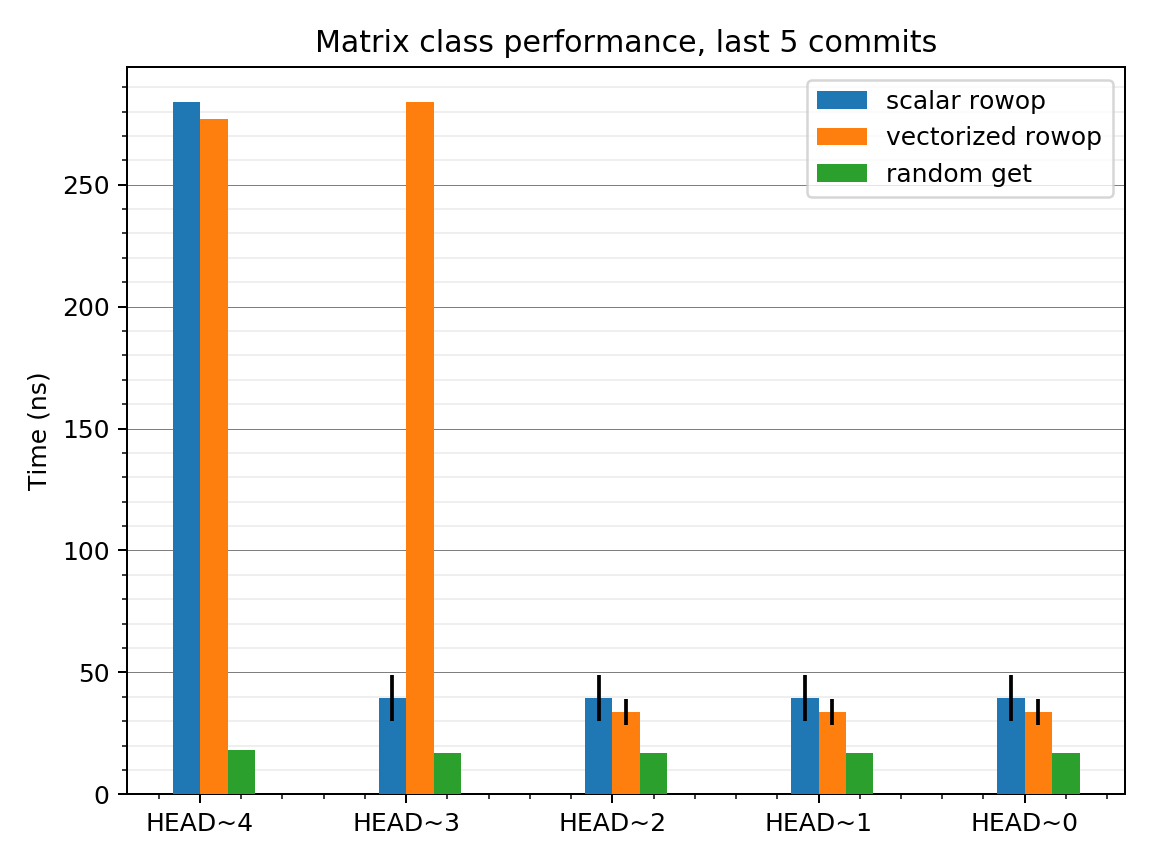 Matrix class performance, last 5 commits
scalar rowop
vectorized rowop
random get
Time (ns)
250
200
150
100
50
0
HEAD~4 HEAD~3 HEAD~2 HEAD~1 HEAD~0